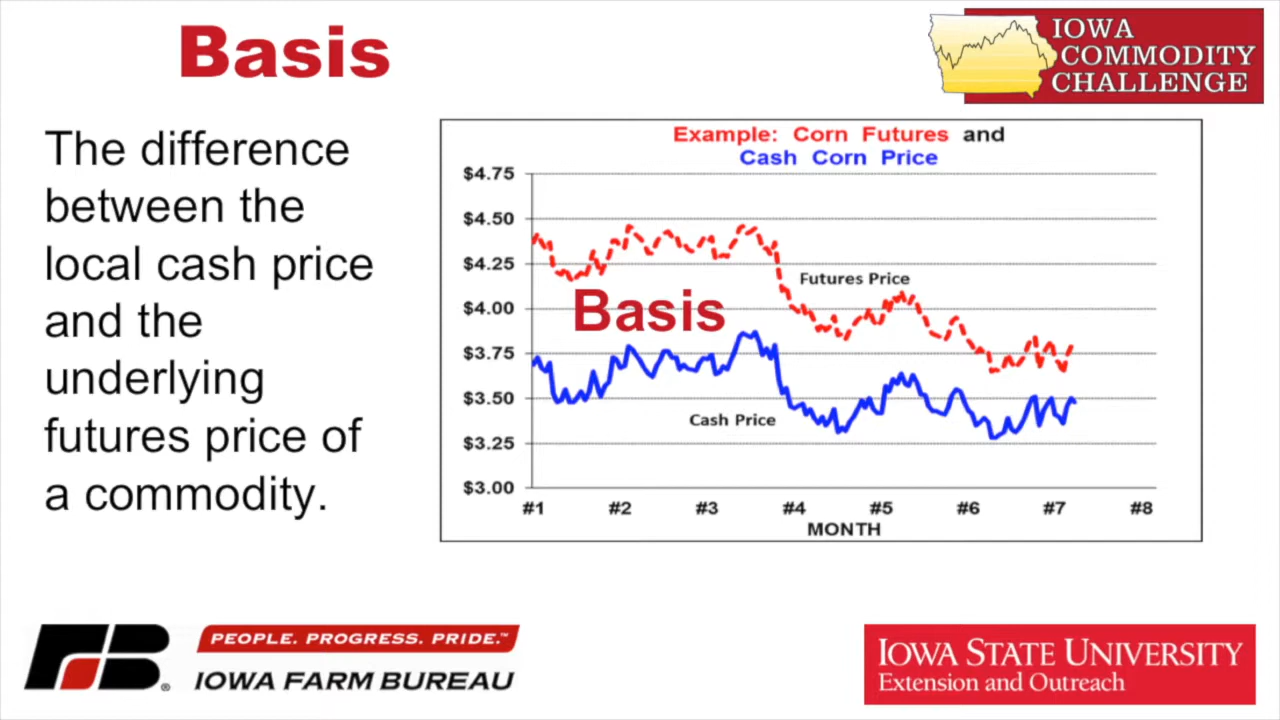 Basis
IOWA
COMMODITY
CHALLENGE
The difference
between the
local cash price
and the
underlying
futures price of
a commodity.
Example: Corn Futures and
Cash Corn Price
$4.75
$4.50
$4.25
$4.00
$3.75
$3.50
$3.25
$3.00
Futures Price
Basis
Cash Price
#1 #2 #3 #4 #5 #6 #7 #8
MONTH
FB®
PEOPLE. PROGRESS. PRIDE.™
IOWA FARM BUREAU
IOWA STATE UNIVERSITY
Extension and Outreach